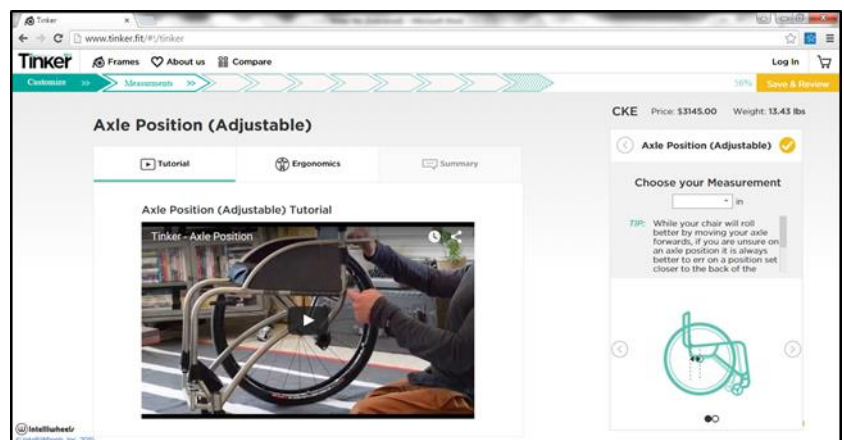 Tinker
www.tinker.fit/#!/tinker
Tinker Frames About us Compare Log In
Customize >> Measurements >> 56% Save & Review
CKE Price: $3145.00 Weight: 13.43 lbs
Axle Position (Adjustable)
Tutorial Ergonomics Summary
Axle Position (Adjustable) Tutorial
Tinker - Axle Position
Axle Position (Adjustable)
Choose your Measurement
in
TIP: While your chair will roll
better by moving your axle
forwards, if you are unsure on
an axle position it is always
better to err on a position set
closer to the back of the
Intelliwheels